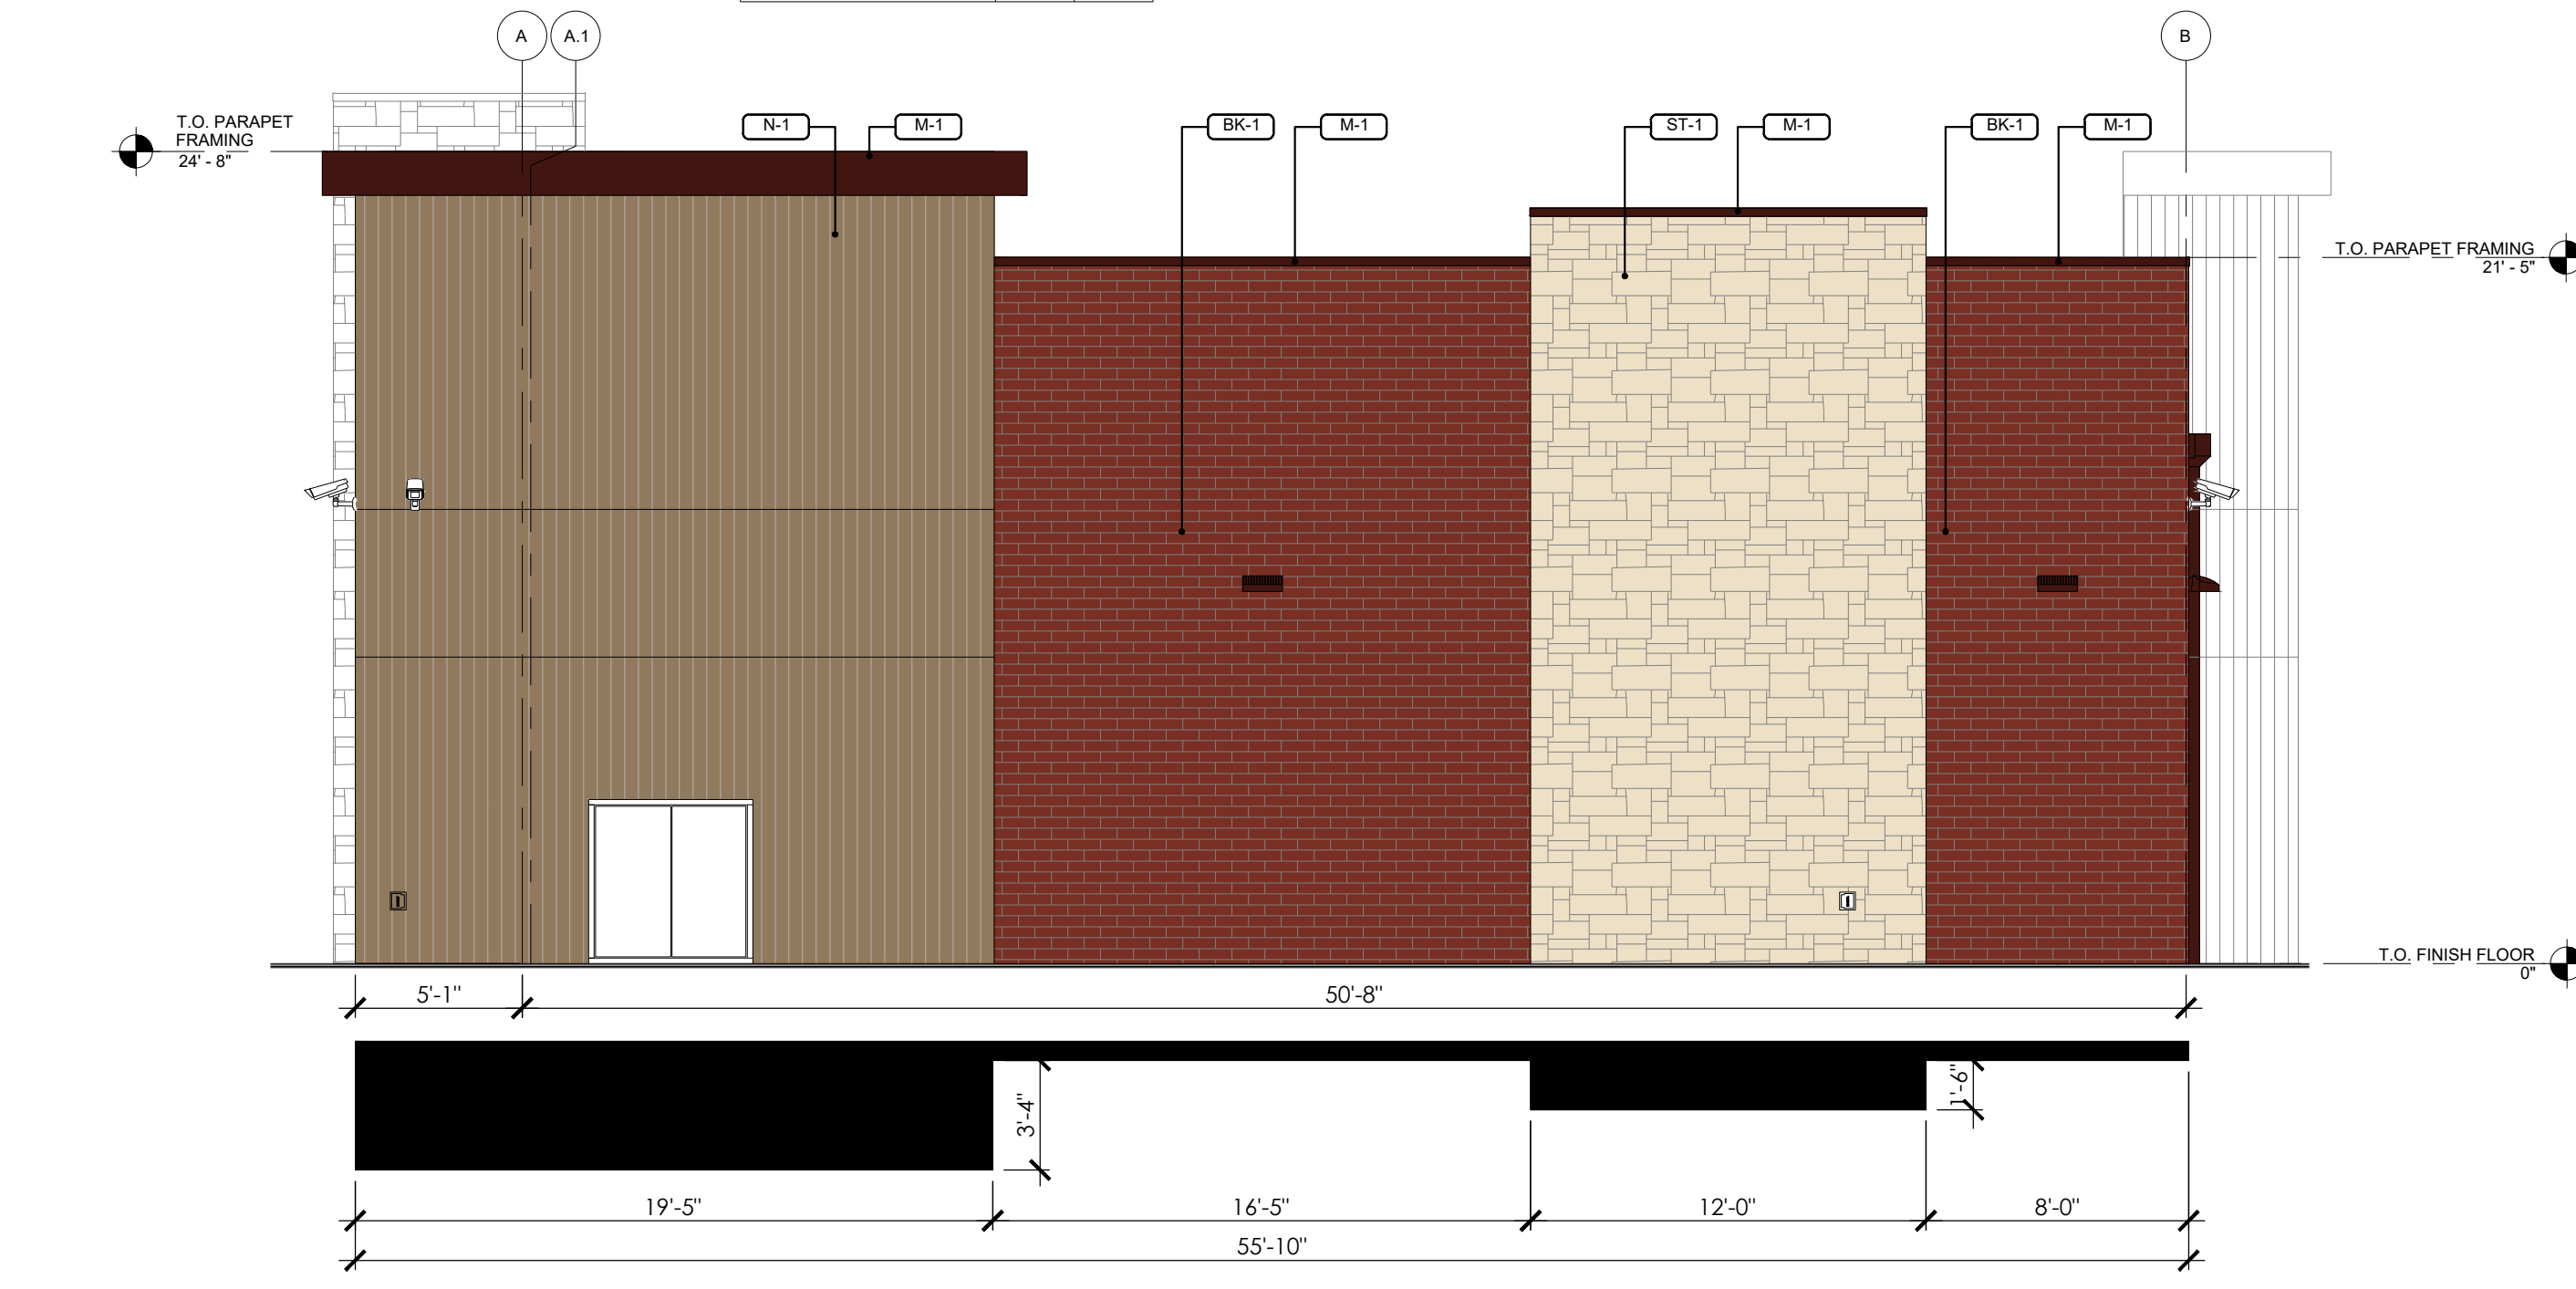 A
A.1
B
T.O. PARAPET
FRAMING
24' - 8"
N-1
M-1
BK-1
M-1
ST-1
M-1
BK-1
M-1
T.O. PARAPET FRAMING
21' - 5"
T.O. FINISH FLOOR
0"
5'-1"
50'-8"
3'-4"
1'-6"
19'-5"
16'-5"
12'-0"
8'-0"
55'-10"